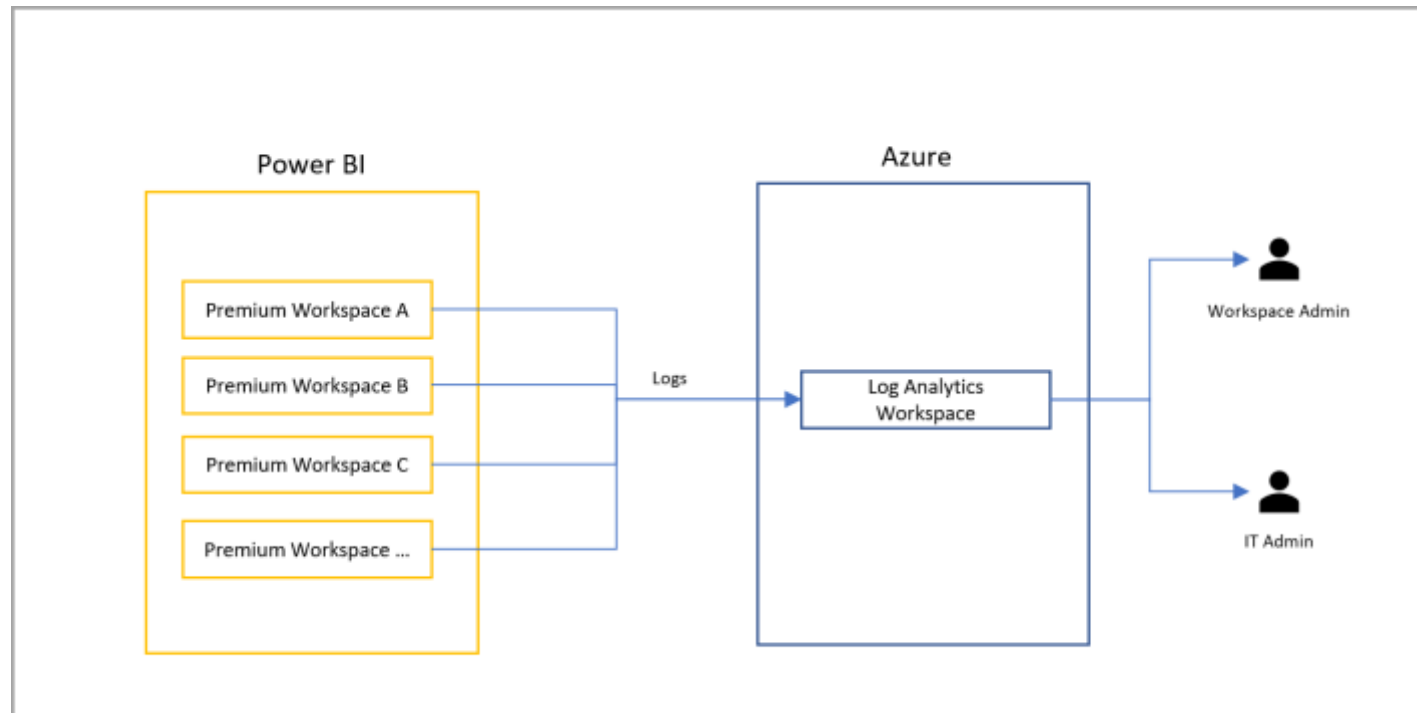 Power BI
Azure
Premium Workspace A
Premium Workspace B
Premium Workspace C
Premium Workspace ...
Logs
Log Analytics
Workspace
Workspace Admin
IT Admin